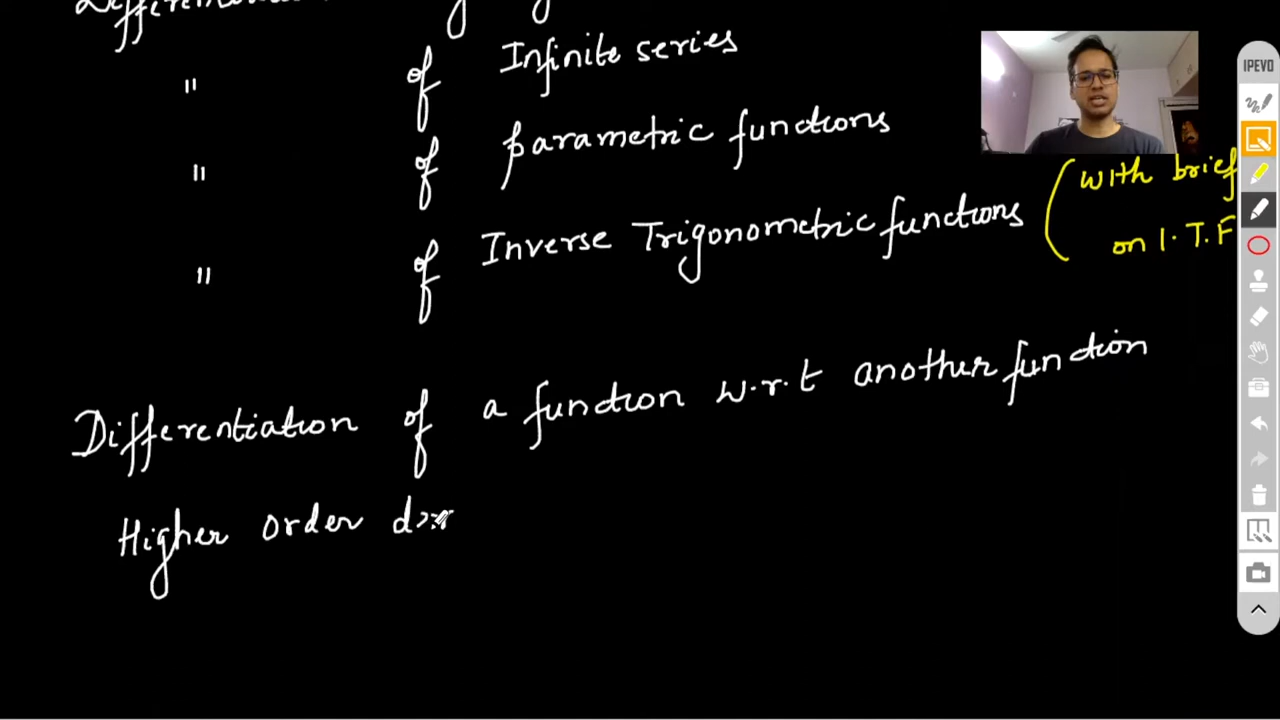 of Infinite series
" of parametric functions
" of Inverse Trigonometric functions (with brief
on I.T.F
"
Differentiation of a function w.r.t another function
Higher order
IPEVO